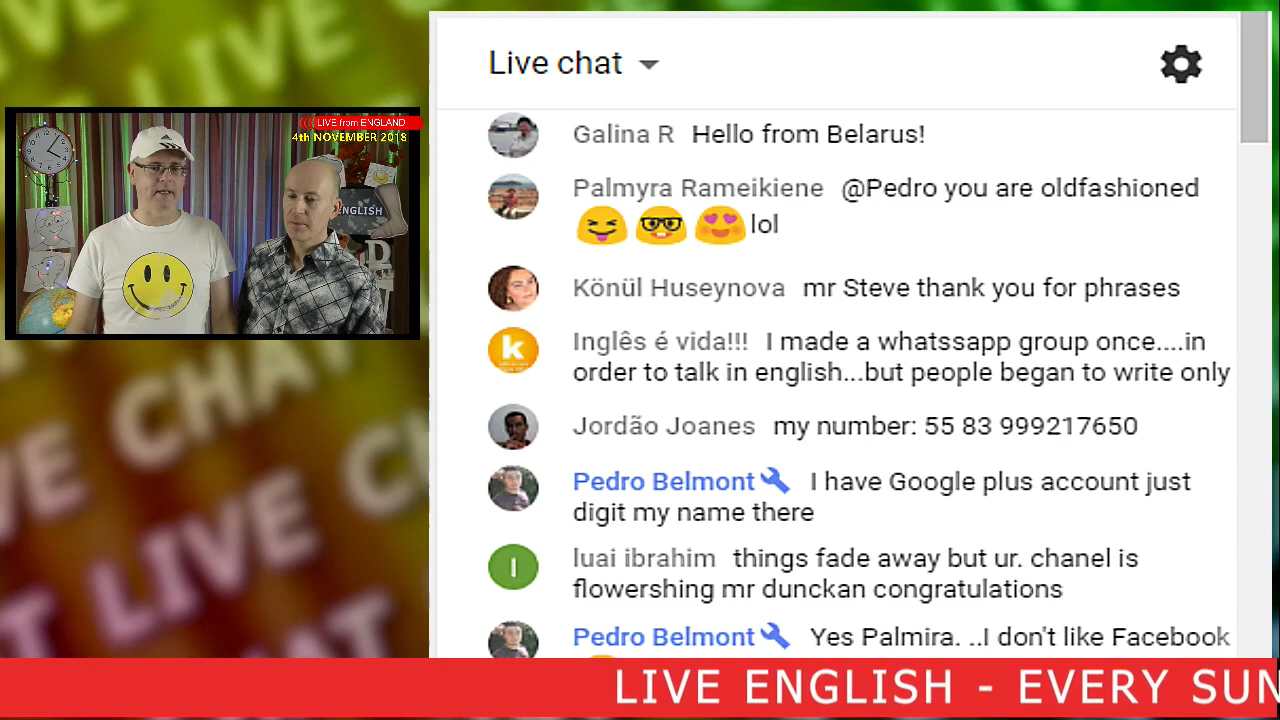 LIVE from ENGLAND
4th NOVEMBER 2018
ENGLISH
D
Live chat
Galina R Hello from Belarus!
Palmyra Rameikiene @Pedro you are oldfashioned
lol
Könül Huseynova mr Steve thank you for phrases
Inglês é vida!!! I made a whatssapp group once....in
order to talk in english...but people began to write only
Jordão Joanes my number: 55 83 999217650
Pedro Belmont I have Google plus account just
digit my name there
luai ibrahim things fade away but ur. chanel is
flowershing mr dunckan congratulations
Pedro Belmont Yes Palmira. ..I don't like Facebook
LIVE ENGLISH - EVERY SUN